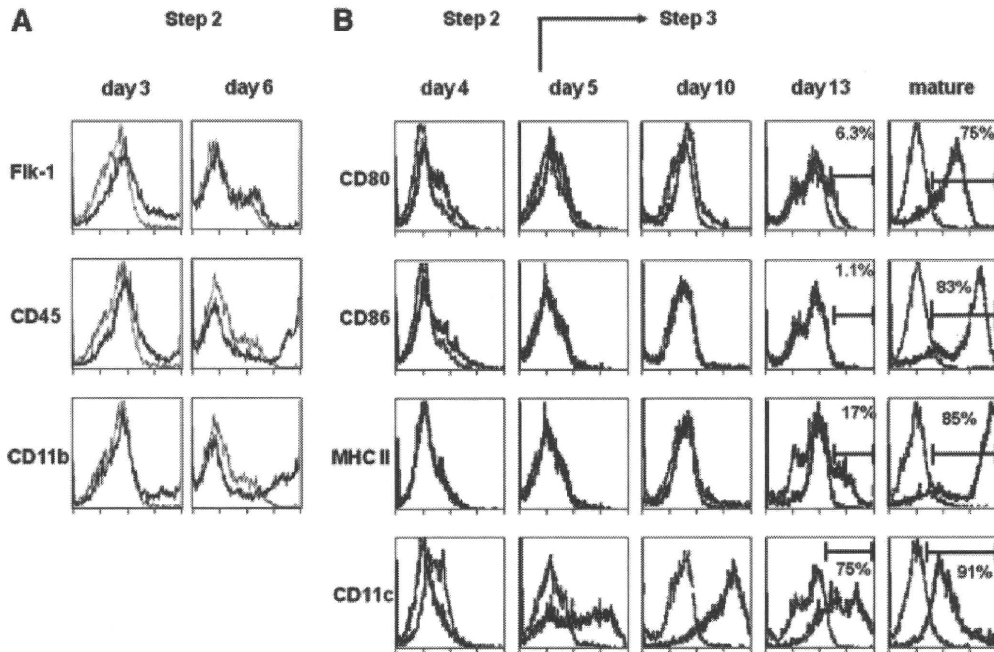 A Step 2 B Step 2 Step 3
day 3 day 6 day 4 day 5 day 10 day 13 mature
Flk-1 CD80 6.3% 75%
CD45 CD86 1.1% 83%
CD11b MHC II 17% 85%
CD11c 75% 91%